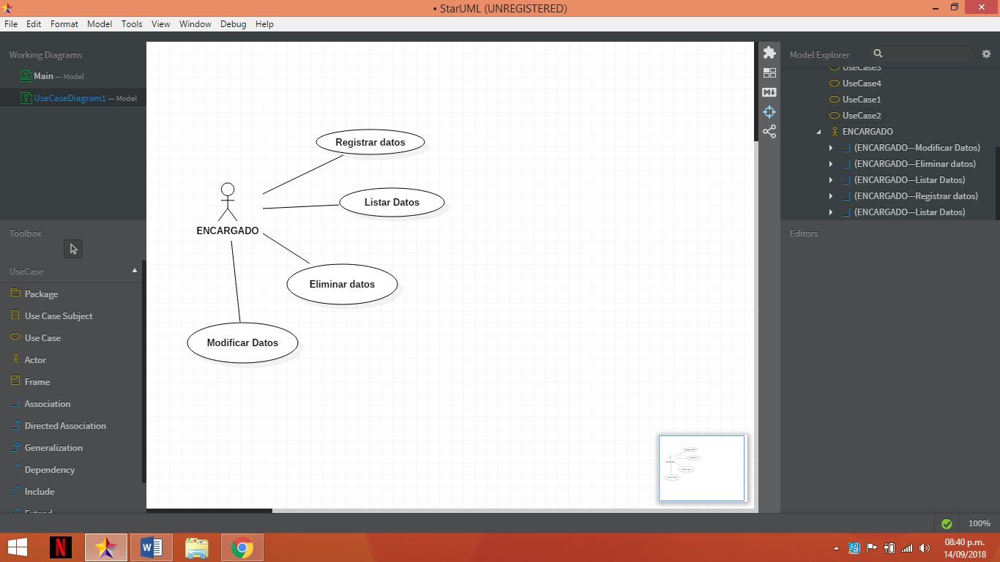 • StarUML (UNREGISTERED)
File Edit Format Model Tools View Window Debug Help
Working Diagrams
Main — Model
UseCaseDiagram1 — Model
Toolbox
UseCase
Package
Use Case Subject
Use Case
Actor
Frame
Association
Directed Association
Generalization
Dependency
Include
Extend
Registrar datos
Listar Datos
ENCARGADO
Eliminar datos
Modificar Datos
M↓
Model Explorer
UseCase3
UseCase4
UseCase1
UseCase2
ENCARGADO
(ENCARGADO—Modificar Datos)
(ENCARGADO—Eliminar datos)
(ENCARGADO—Listar Datos)
(ENCARGADO—Registrar datos)
(ENCARGADO—Listar Datos)
Editors
100%
N
W
08:40 p.m.
14/09/2018